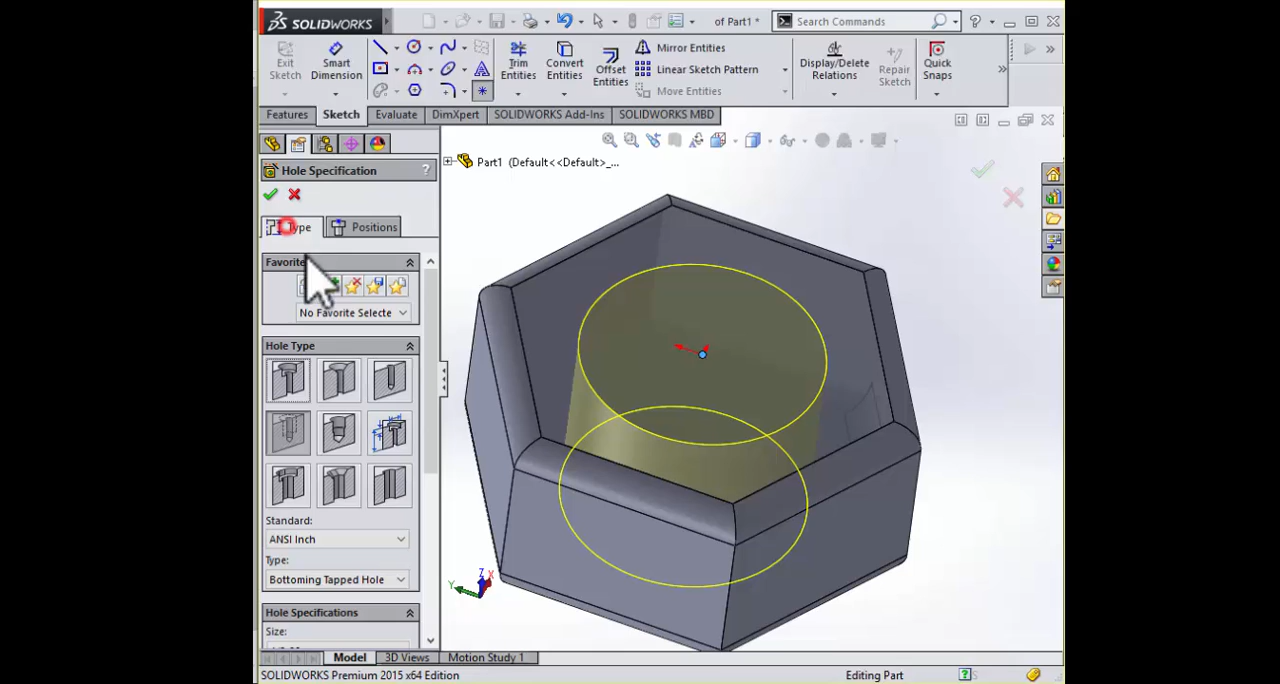 SOLIDWORKS
of Part1 *
Search Commands
Exit Sketch
Smart Dimension
Trim Entities
Convert Entities
Offset Entities
Mirror Entities
Linear Sketch Pattern
Move Entities
Display/Delete Relations
Repair Sketch
Quick Snaps
Features
Sketch
Evaluate
DimXpert
SOLIDWORKS Add-Ins
SOLIDWORKS MBD
Hole Specification
?
Part1 (Default<<Default>_...
Type
Positions
Favorite
No Favorite Selecte
Hole Type
Standard:
ANSI Inch
Type:
Bottoming Tapped Hole
Hole Specifications
Size:
Z
X
Y
Model
3D Views
Motion Study 1
SOLIDWORKS Premium 2015 x64 Edition
Editing Part